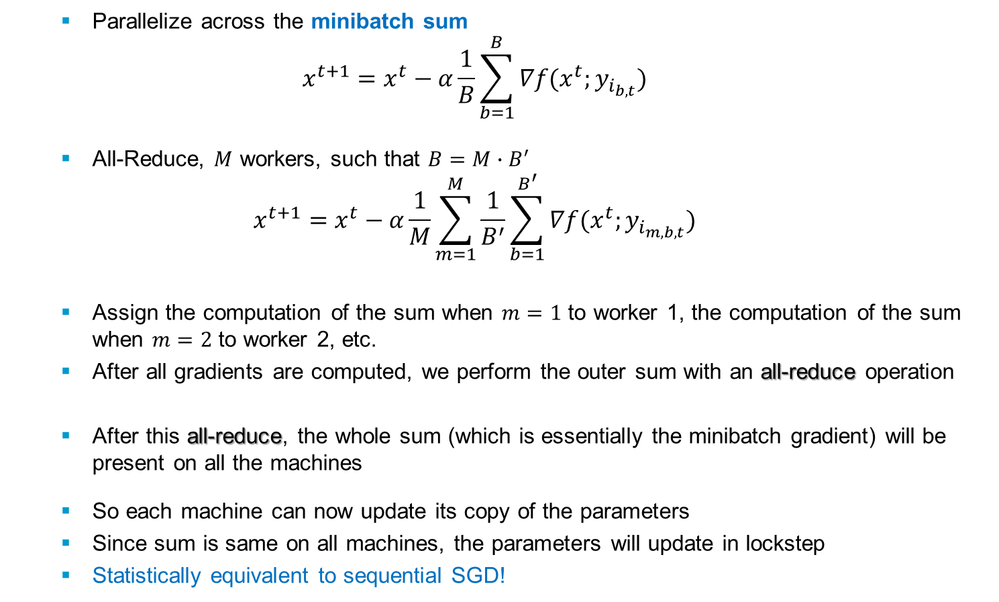 ▪ Parallelize across the minibatch sum
$x^{t+1} = x^t - \alpha \frac{1}{B} \sum_{b=1}^{B} \nabla f(x^t; y_{i_{b,t}})$
▪ All-Reduce, $M$ workers, such that $B = M \cdot B'$
$x^{t+1} = x^t - \alpha \frac{1}{M} \sum_{m=1}^{M} \frac{1}{B'} \sum_{b=1}^{B'} \nabla f(x^t; y_{i_{m,b,t}})$
▪ Assign the computation of the sum when $m = 1$ to worker 1, the computation of the sum
when $m = 2$ to worker 2, etc.
▪ After all gradients are computed, we perform the outer sum with an all-reduce operation
▪ After this all-reduce, the whole sum (which is essentially the minibatch gradient) will be
present on all the machines
▪ So each machine can now update its copy of the parameters
▪ Since sum is same on all machines, the parameters will update in lockstep
▪ Statistically equivalent to sequential SGD!